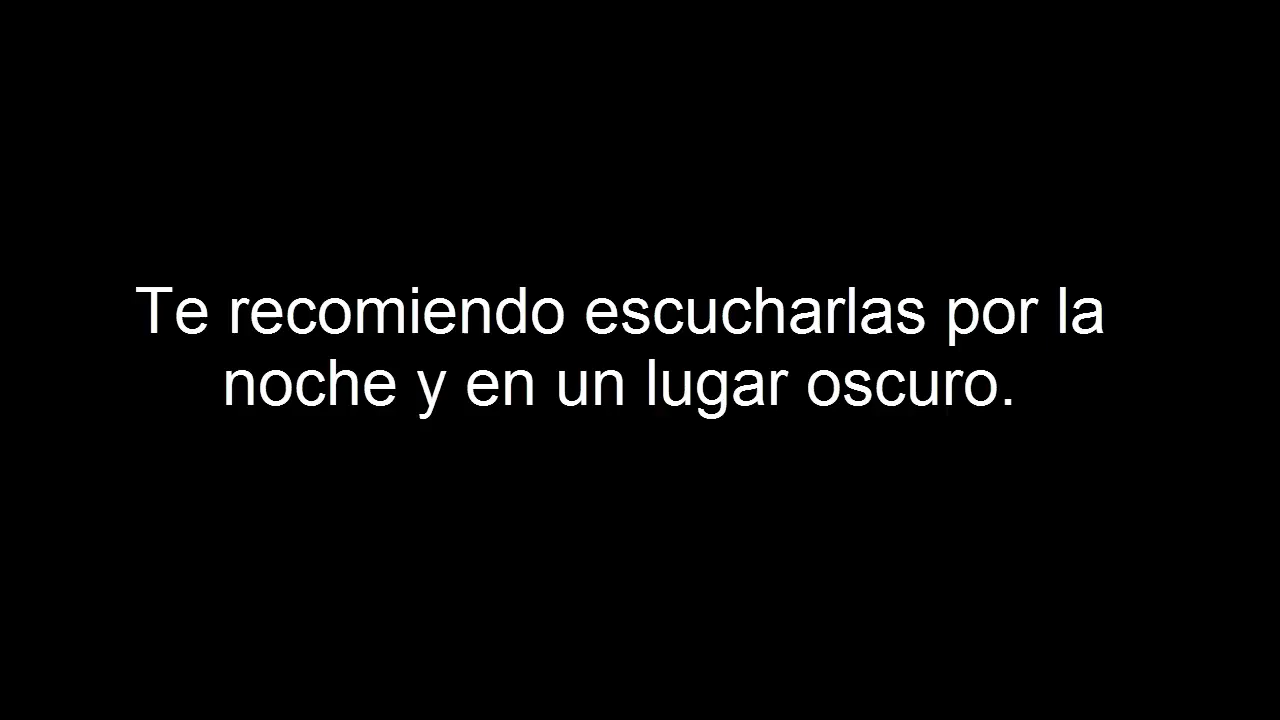 Te recomiendo escucharlas por la
noche y en un lugar oscuro.